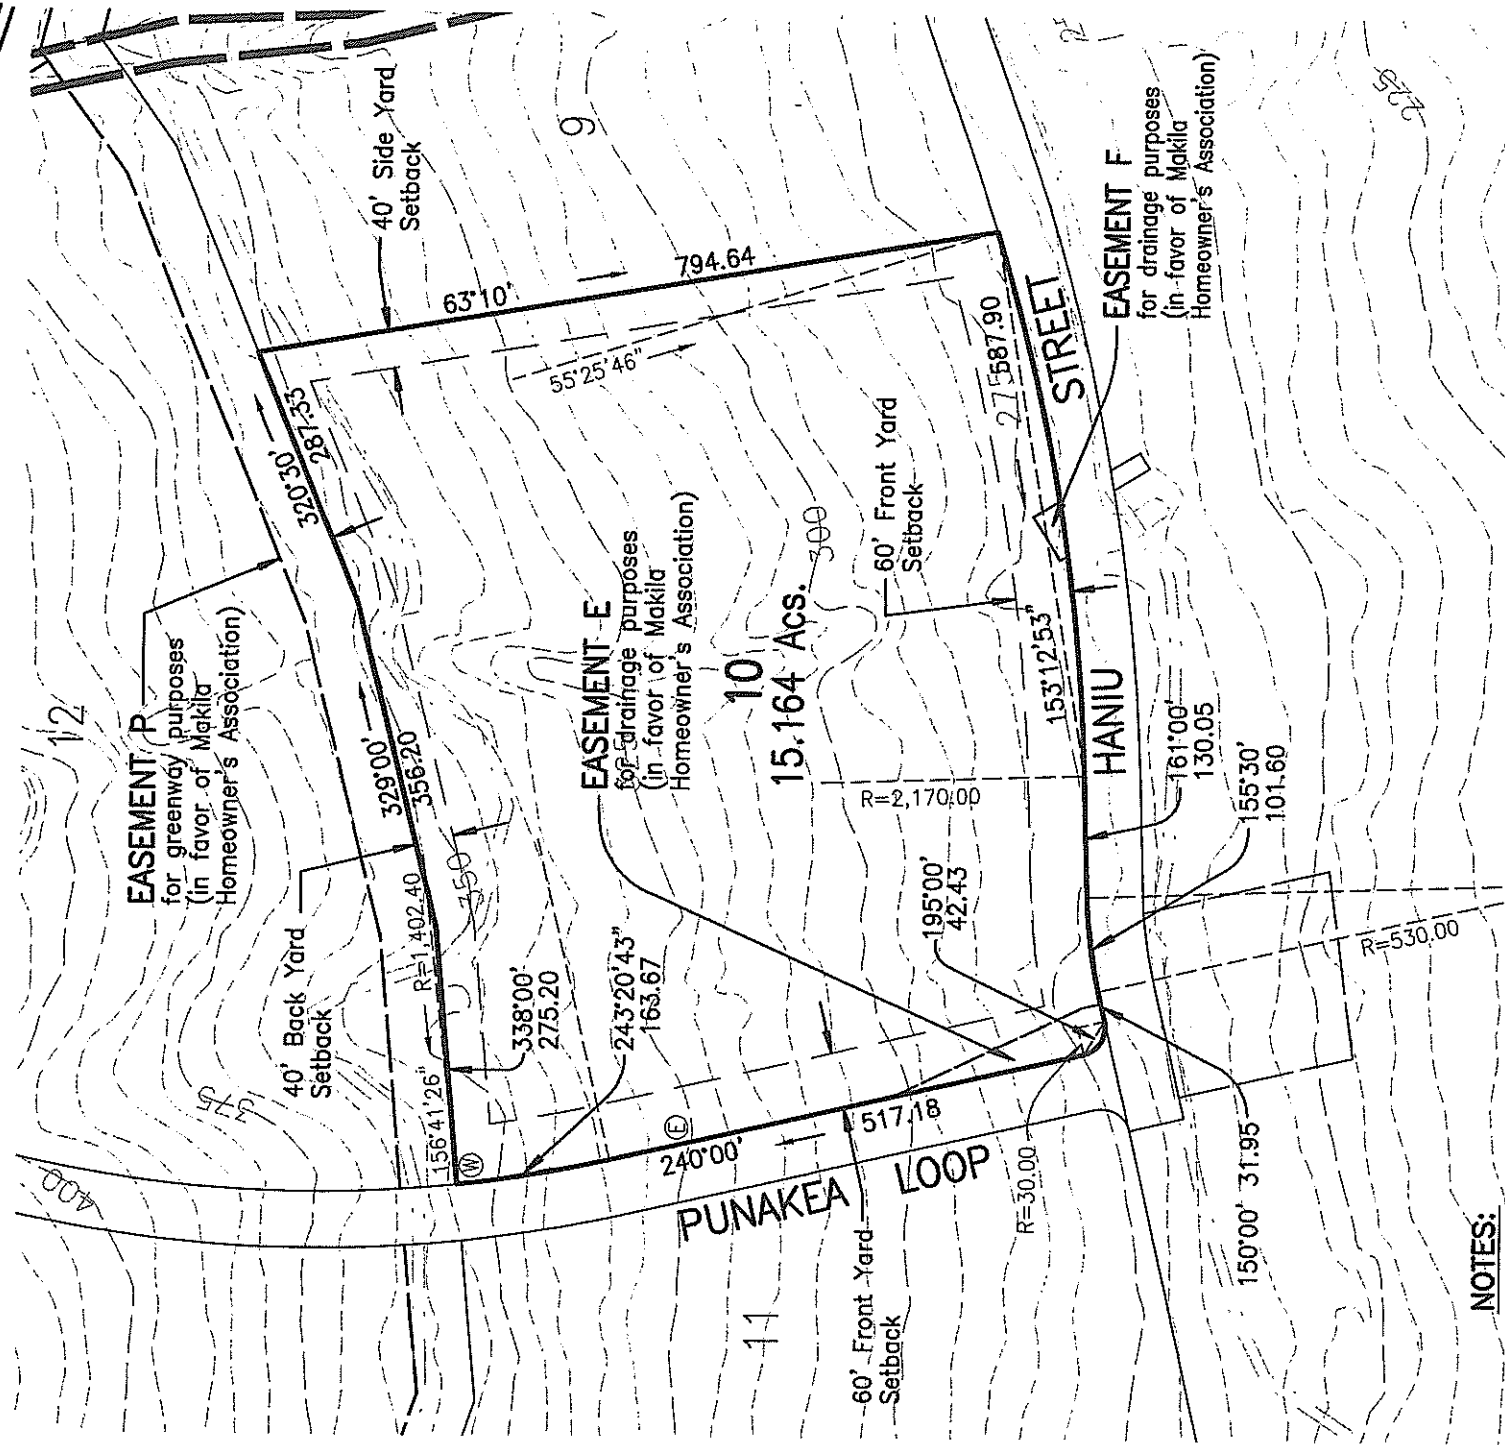 12
EASEMENT P
for greenway purposes
(in favor of Makila
Homeowner's Association)
40' Side Yard
Setback
9
225
63°10'
794.64
320°30'
287.33
55°25'46"
329°00'
356.20
40' Back Yard
Setback
R=1,402.40
350
375
400
156°41'26"
338°00'
275.20
243°20'43"
163.67
W
E
EASEMENT E
for drainage purposes
(in favor of Makila
Homeowner's Association)
10
15.164 Acs.
300
60' Front Yard
Setback
275
687.90
153°12'53"
R=2,170.00
EASEMENT F
for drainage purposes
(in favor of Makila
Homeowner's Association)
HANIU STREET
161°00'
130.05
155°30'
101.60
195°00'
42.43
R=530.00
240°00'
517.18
PUNAKEA LOOP
R=30.00
150°00' 31.95
60' Front Yard
Setback
11
NOTES: